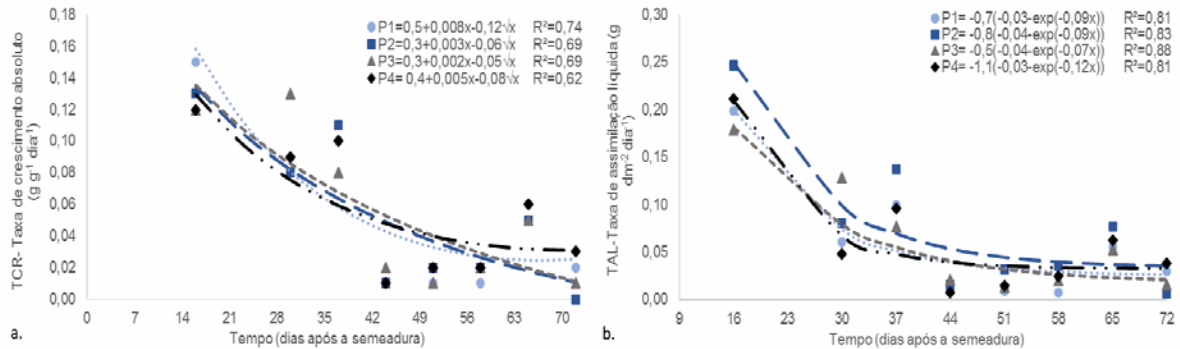 0,18
0,16
0,14
0,12
0,10
0,08
0,06
0,04
0,02
0,00
TCR- Taxa de crescimento absoluto
(g g⁻¹ dia⁻¹)
P1=0,5+0,008x-0,12√x R²=0,74
P2=0,3+0,003x-0,06√x R²=0,69
P3=0,3+0,002x-0,05√x R²=0,69
P4= 0,4+0,005x-0,08√x R²=0,62
0 7 14 21 28 35 42 49 56 63 70
Tempo (dias após a semeadura)
a.
0,30
0,25
0,20
0,15
0,10
0,05
0,00
TAL-Taxa de assimilação líquida (g
dm⁻² dia⁻¹)
P1= -0,7(-0,03-exp(-0,09x)) R²=0,81
P2= -0,8(-0,04-exp(-0,09x)) R²=0,83
P3= -0,5(-0,04-exp(-0,07x)) R²=0,88
P4= -1,1(-0,03-exp(-0,12x)) R²=0,81
9 16 23 30 37 44 51 58 65 72
Tempo (dias após a semeadura)
b.